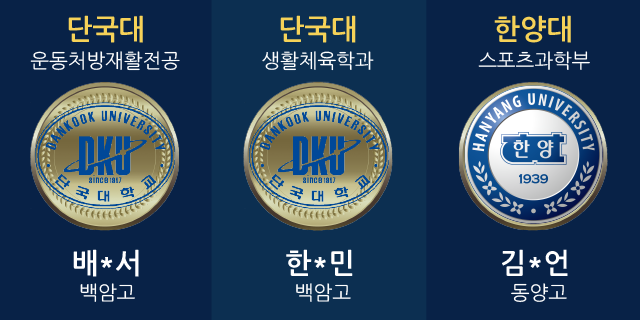 단국대
운동처방재활전공
DANKOOK UNIVERSITY
DKU
SINCE 1947
단국대학교
배*서
백암고
단국대
생활체육학과
DANKOOK UNIVERSITY
DKU
SINCE 1947
단국대학교
한*민
백암고
한양대
스포츠과학부
HANYANG UNIVERSITY
한양
1939
김*언
동양고